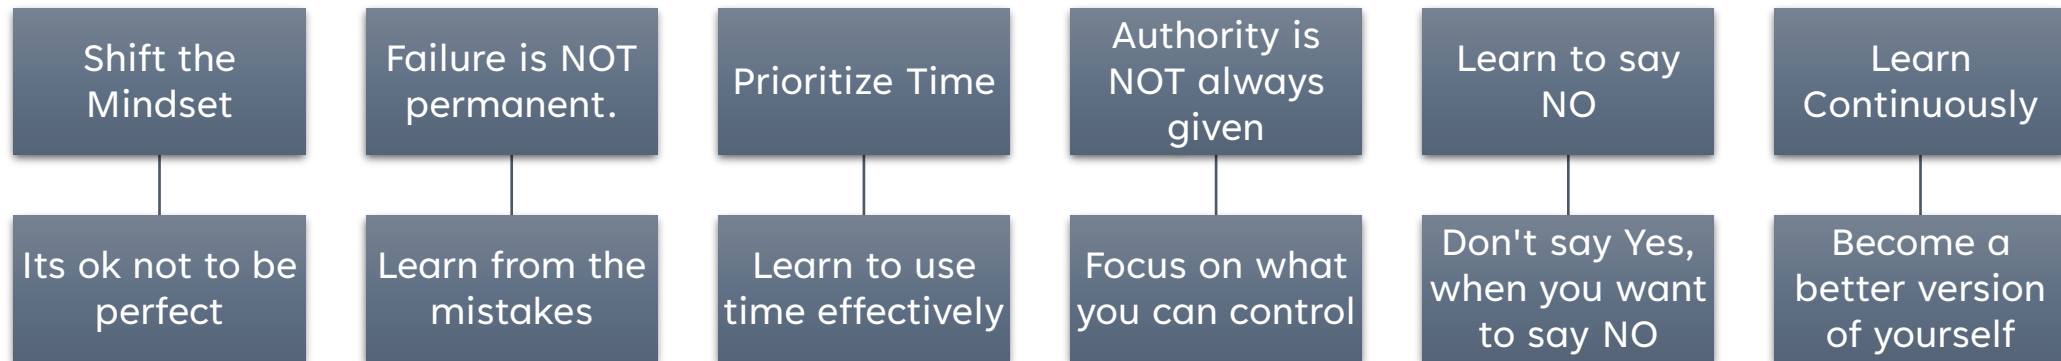 Shift the
Mindset
Failure is NOT
permanent.
Prioritize Time
Authority is
NOT always
given
Learn to say
NO
Learn
Continuously
Its ok not to be
perfect
Learn from the
mistakes
Learn to use
time effectively
Focus on what
you can control
Don't say Yes,
when you want
to say NO
Become a
better version
of yourself